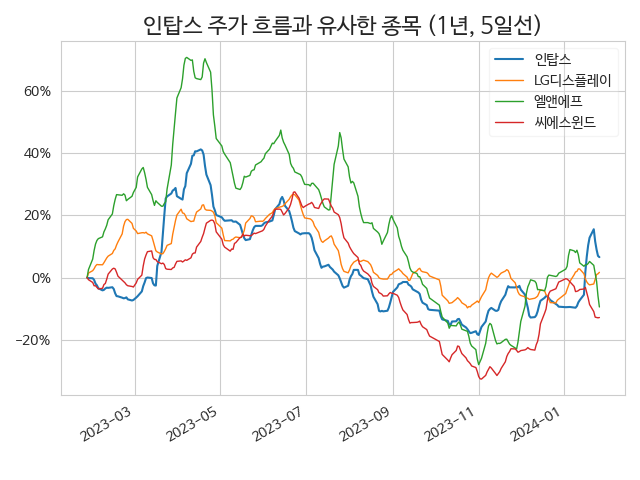 인탑스 주가 흐름과 유사한 종목 (1년, 5일선)
인탑스
LG디스플레이
엘앤에프
씨에스윈드
60%
40%
20%
0%
−20%
2023−03
2023−05
2023−07
2023−09
2023−11
2024−01